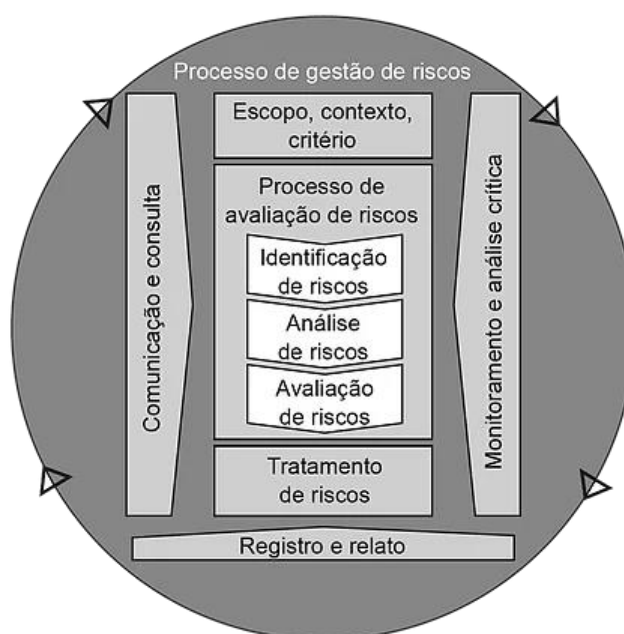 Processo de gestão de riscos
Escopo, contexto,
critério
Processo de
avaliação de riscos
Identificação
de riscos
Análise
de riscos
Avaliação
de riscos
Tratamento
de riscos
Comunicação e consulta
Monitoramento e análise crítica
Registro e relato